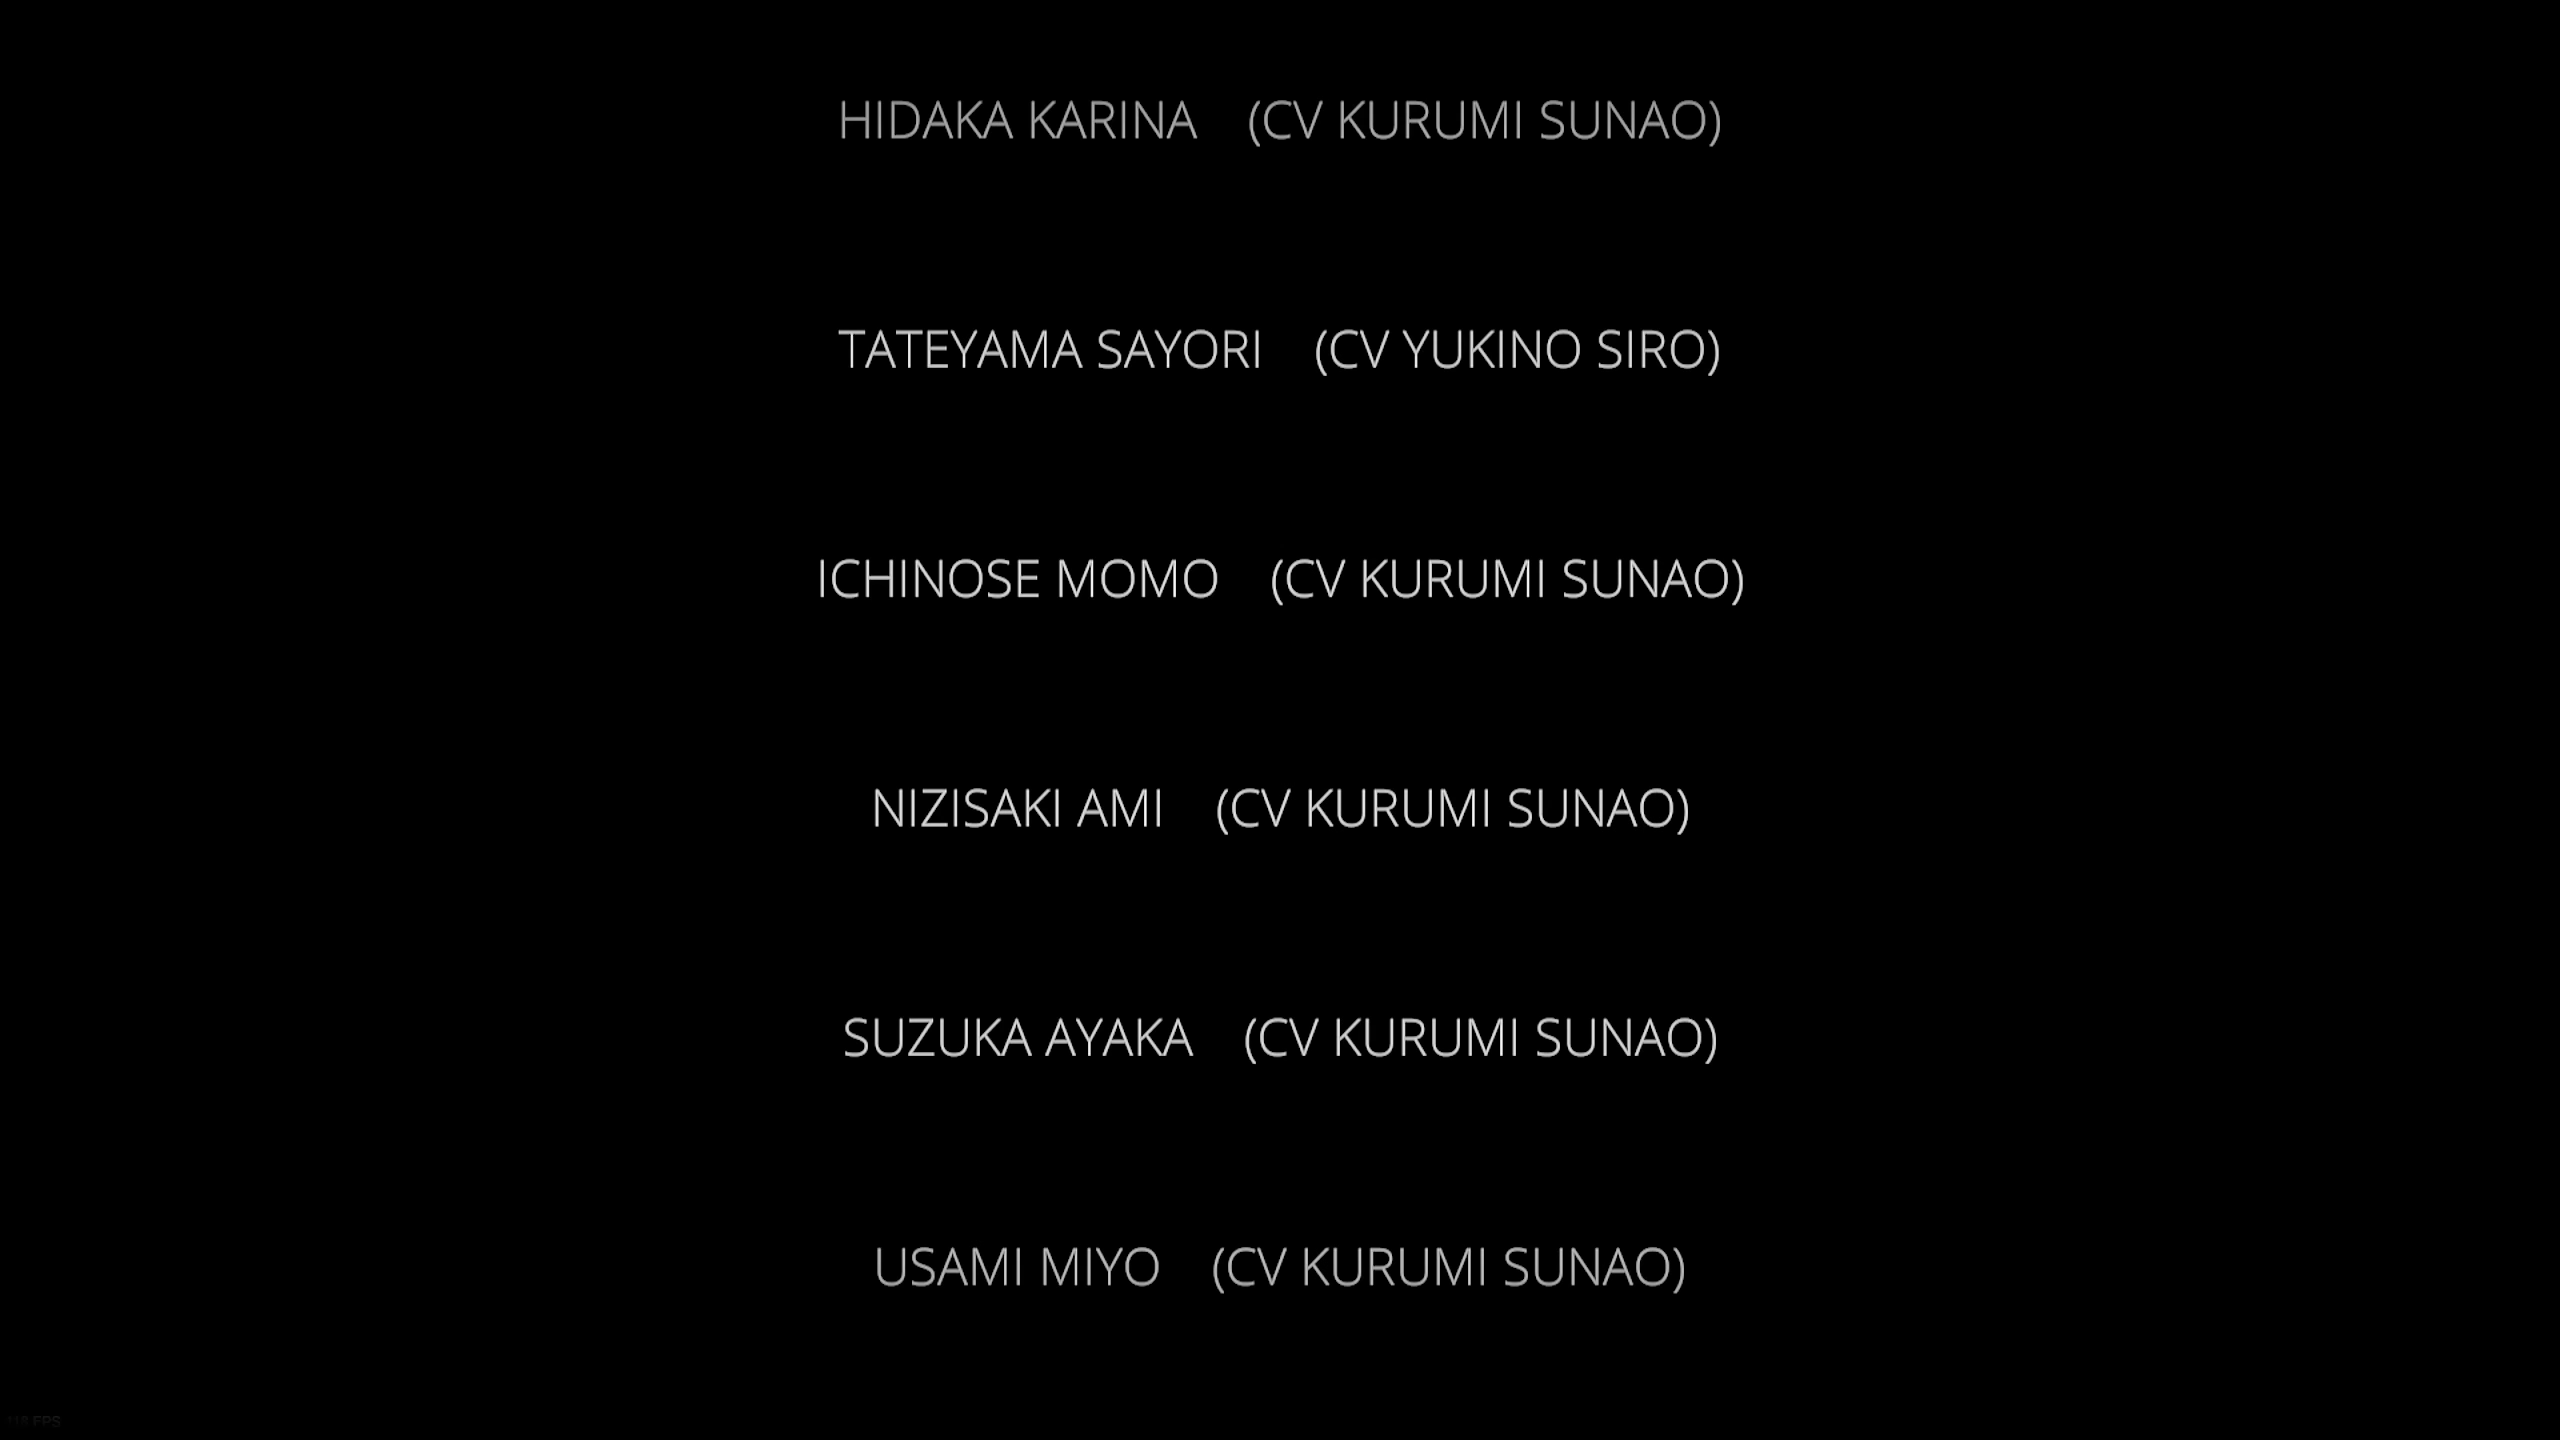 HIDAKA KARINA (CV KURUMI SUNAO)
TATEYAMA SAYORI (CV YUKINO SIRO)
ICHINOSE MOMO (CV KURUMI SUNAO)
NIZISAKI AMI (CV KURUMI SUNAO)
SUZUKA AYAKA (CV KURUMI SUNAO)
USAMI MIYO (CV KURUMI SUNAO)
FPS